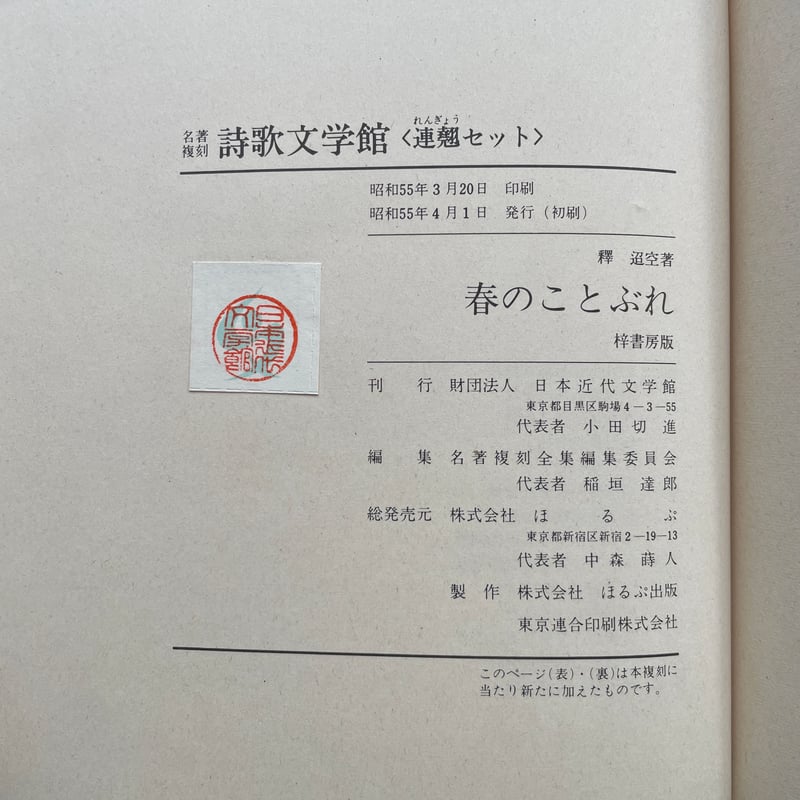 名著複刻 詩歌文学館〈連翹セット〉
れんぎょう
昭和55年3月20日 印刷
昭和55年4月1日 発行（初刷）
釋 迢空著
春のことぶれ
梓書房版
刊 行 財団法人 日本近代文学館
東京都目黒区駒場4-3-55
代表者 小田切 進
編 集 名著複刻全集編集委員会
代表者 稲垣 達郎
総発売元 株式会社 ほるぷ
東京都新宿区新宿2-19-13
代表者 中森 蒔人
製 作 株式会社 ほるぷ出版
東京連合印刷株式会社
このページ(表)・(裏)は本複刻に
当たり新たに加えたものです。